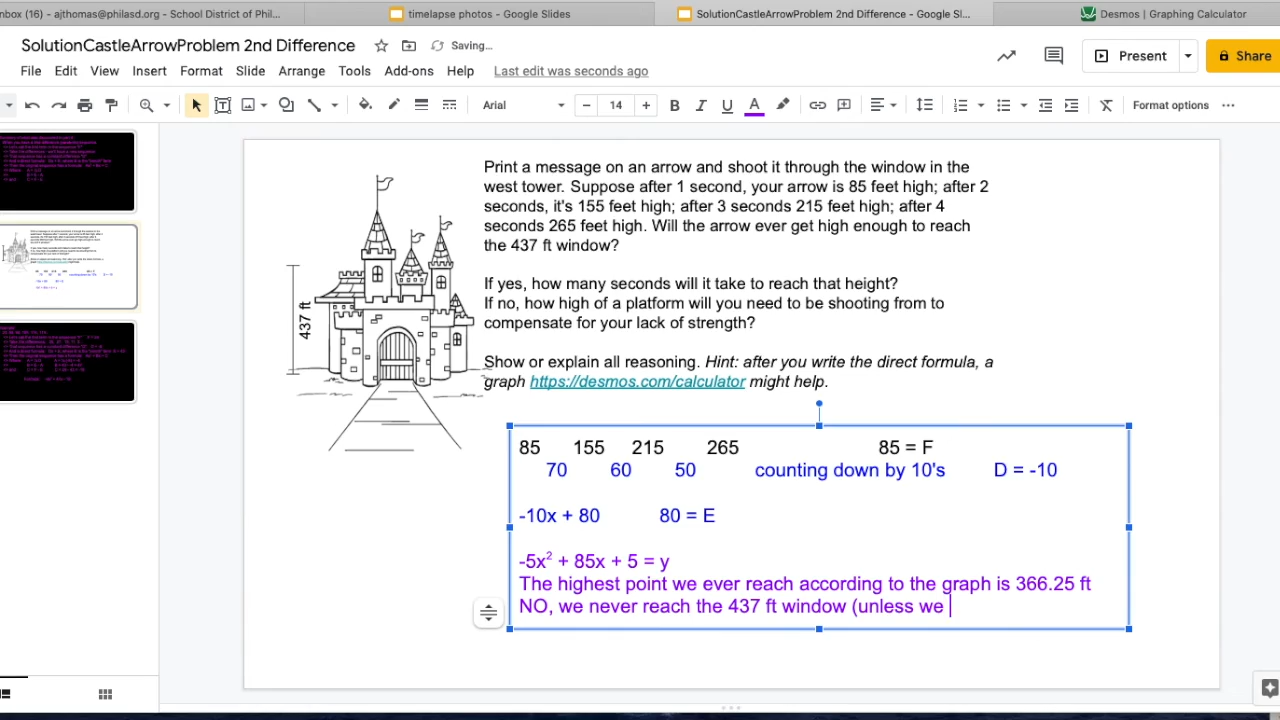 nbox (16) - ajthomas@philasd.org - School District of Phil...
timelapse photos - Google Slides
SolutionCastleArrowProblem 2nd Difference - Google Sl...
Desmos | Graphing Calculator
SolutionCastleArrowProblem 2nd Difference
Saving...
File Edit View Insert Format Slide Arrange Tools Add-ons Help Last edit was seconds ago
Present
Share
Arial
14
B I U A
Format options
Print a message on an arrow and shoot it through the window in the
west tower. Suppose after 1 second, your arrow is 85 feet high; after 2
seconds, it's 155 feet high; after 3 seconds 215 feet high; after 4
seconds 265 feet high. Will the arrow ever get high enough to reach
the 437 ft window?
If yes, how many seconds will it take to reach that height?
If no, how high of a platform will you need to be shooting from to
compensate for your lack of strength?
Show or explain all reasoning. Hint: after you write the direct formula, a
graph https://desmos.com/calculator might help.
437 ft
85 155 215 265 85 = F
70 60 50 counting down by 10's D = -10
-10x + 80 80 = E
-5x² + 85x + 5 = y
The highest point we ever reach according to the graph is 366.25 ft
NO, we never reach the 437 ft window (unless we